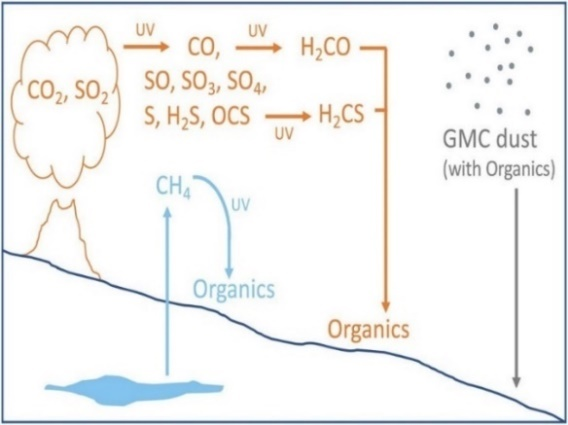 UV
UV
CO₂, SO₂
CO,
H₂CO
SO, SO₃, SO₄,
S, H₂S, OCS
H₂CS
UV
GMC dust
(with Organics)
CH₄
UV
Organics
Organics